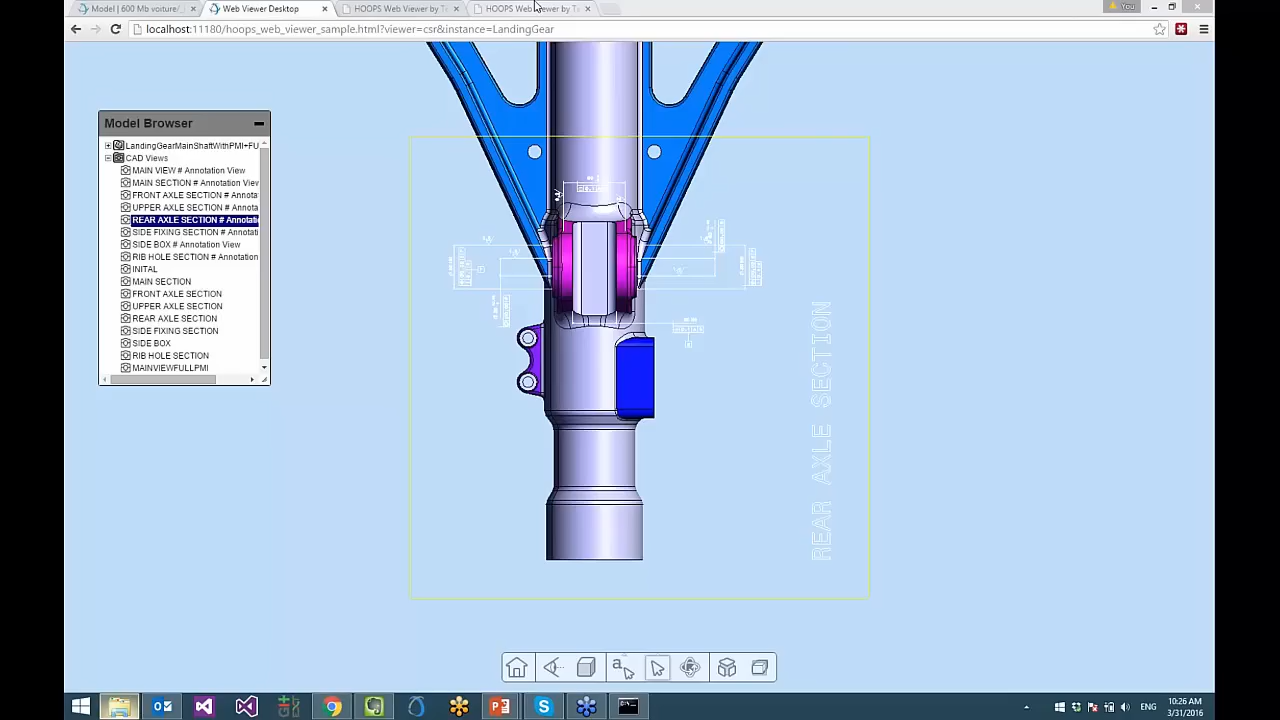 Model | 600 Mb voiture/
Web Viewer Desktop
HOOPS Web Viewer by Te
HOOPS Web Viewer by Te
You
localhost:11180/hoops_web_viewer_sample.html?viewer=csr&instance=LandingGear
Model Browser
LandingGearMainShaftWithPMI+FU
CAD Views
MAIN VIEW # Annotation View
MAIN SECTION # Annotation View
FRONT AXLE SECTION # Annota
UPPER AXLE SECTION # Annota
REAR AXLE SECTION # Annotatio
SIDE FIXING SECTION # Annotati
SIDE BOX # Annotation View
RIB HOLE SECTION # Annotation
INITAL
MAIN SECTION
FRONT AXLE SECTION
UPPER AXLE SECTION
REAR AXLE SECTION
SIDE FIXING SECTION
SIDE BOX
RIB HOLE SECTION
MAINVIEWFULLPMI
REAR AXLE SECTION
ENG
10:26 AM
3/31/2016